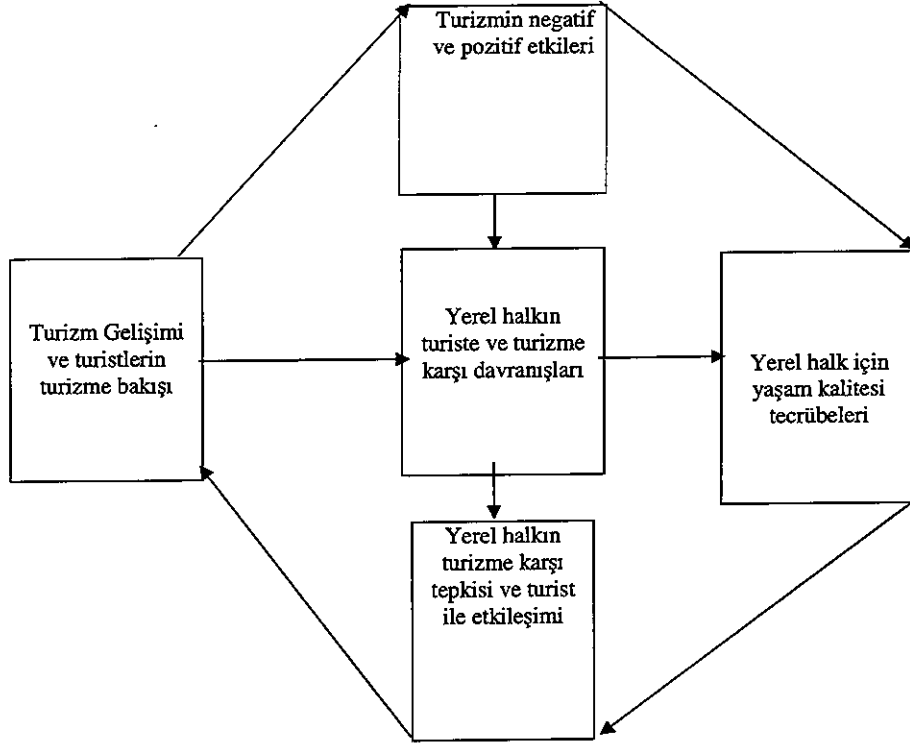 Turizmin negatif
ve pozitif etkileri
Turizm Gelişimi
ve turistlerin
turizme bakışı
Yerel halkın
turiste ve turizme
karşı davranışları
Yerel halk için
yaşam kalitesi
tecrübeleri
Yerel halkın
turizme karşı
tepkisi ve turist
ile etkileşimi